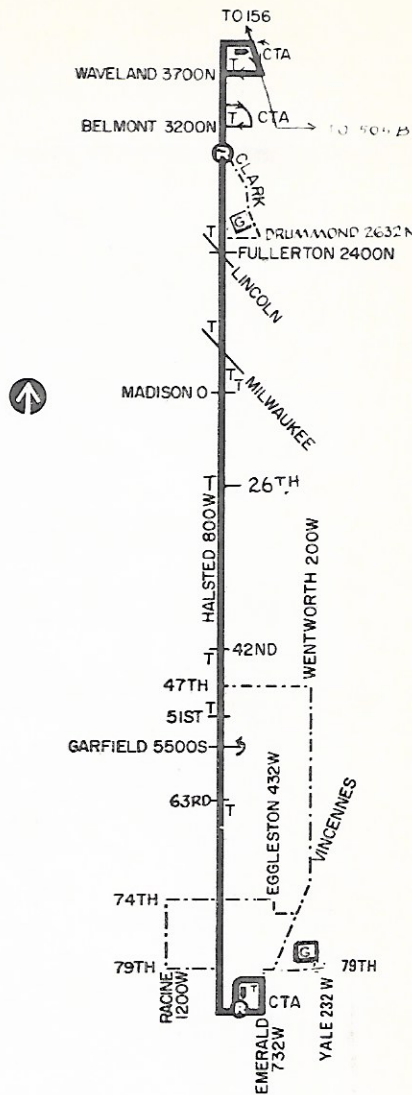 TO 156
CTA
T
WAVELAND 3700N
T CTA
BELMONT 3200N
R
CLARK
G
DRUMMOND 2632N
T
FULLERTON 2400N
LINCOLN
T
T
T
MADISON 0
MILWAUKEE
T 26TH
HALSTED 800W
WENTWORTH 200W
42ND
T
47TH
T
51ST
GARFIELD 5500S
63RD
T
EGGLESTON 432W
VINCENNES
74TH
79TH
G
79TH
RACINE
1200W
T
R
CTA
EMERALD
732W
YALE 232W